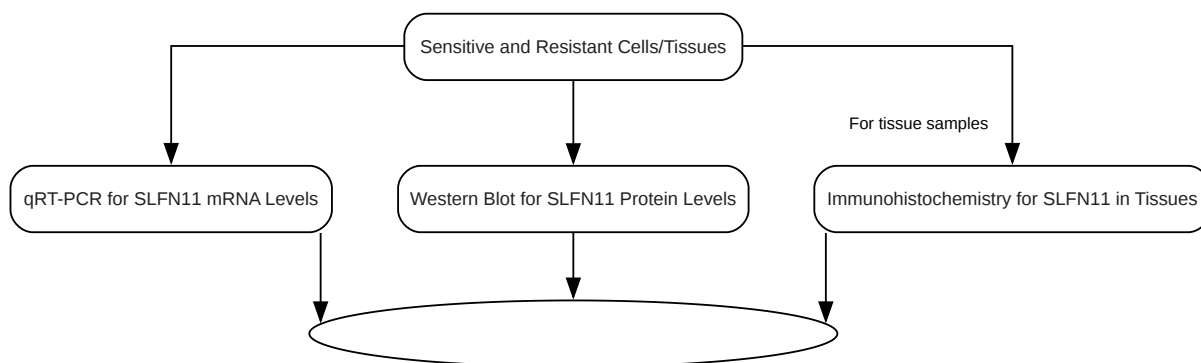 Sensitive and Resistant Cells/Tissues
For tissue samples
qRT-PCR for SLFN11 mRNA Levels
Western Blot for SLFN11 Protein Levels
Immunohistochemistry for SLFN11 in Tissues